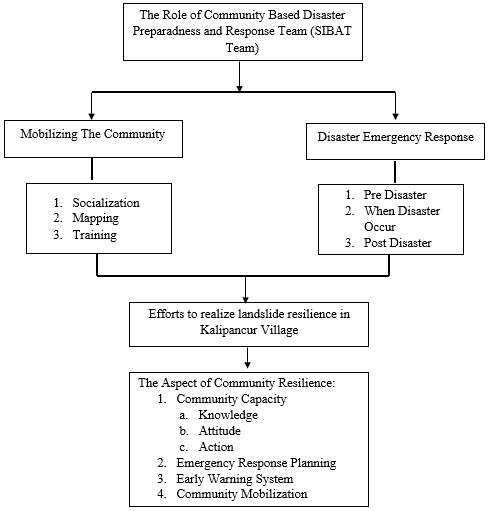 The Role of Community Based Disaster
Preparadness and Response Team (SIBAT
Team)
Mobilizing The Community
Disaster Emergency Response
1. Socialization
2. Mapping
3. Training
1. Pre Disaster
2. When Disaster
Occur
3. Post Disaster
Efforts to realize landslide resilience in
Kalipancur Village
The Aspect of Community Resilience:
1. Community Capacity
a. Knowledge
b. Attitude
c. Action
2. Emergency Response Planning
3. Early Warning System
4. Community Mobilization